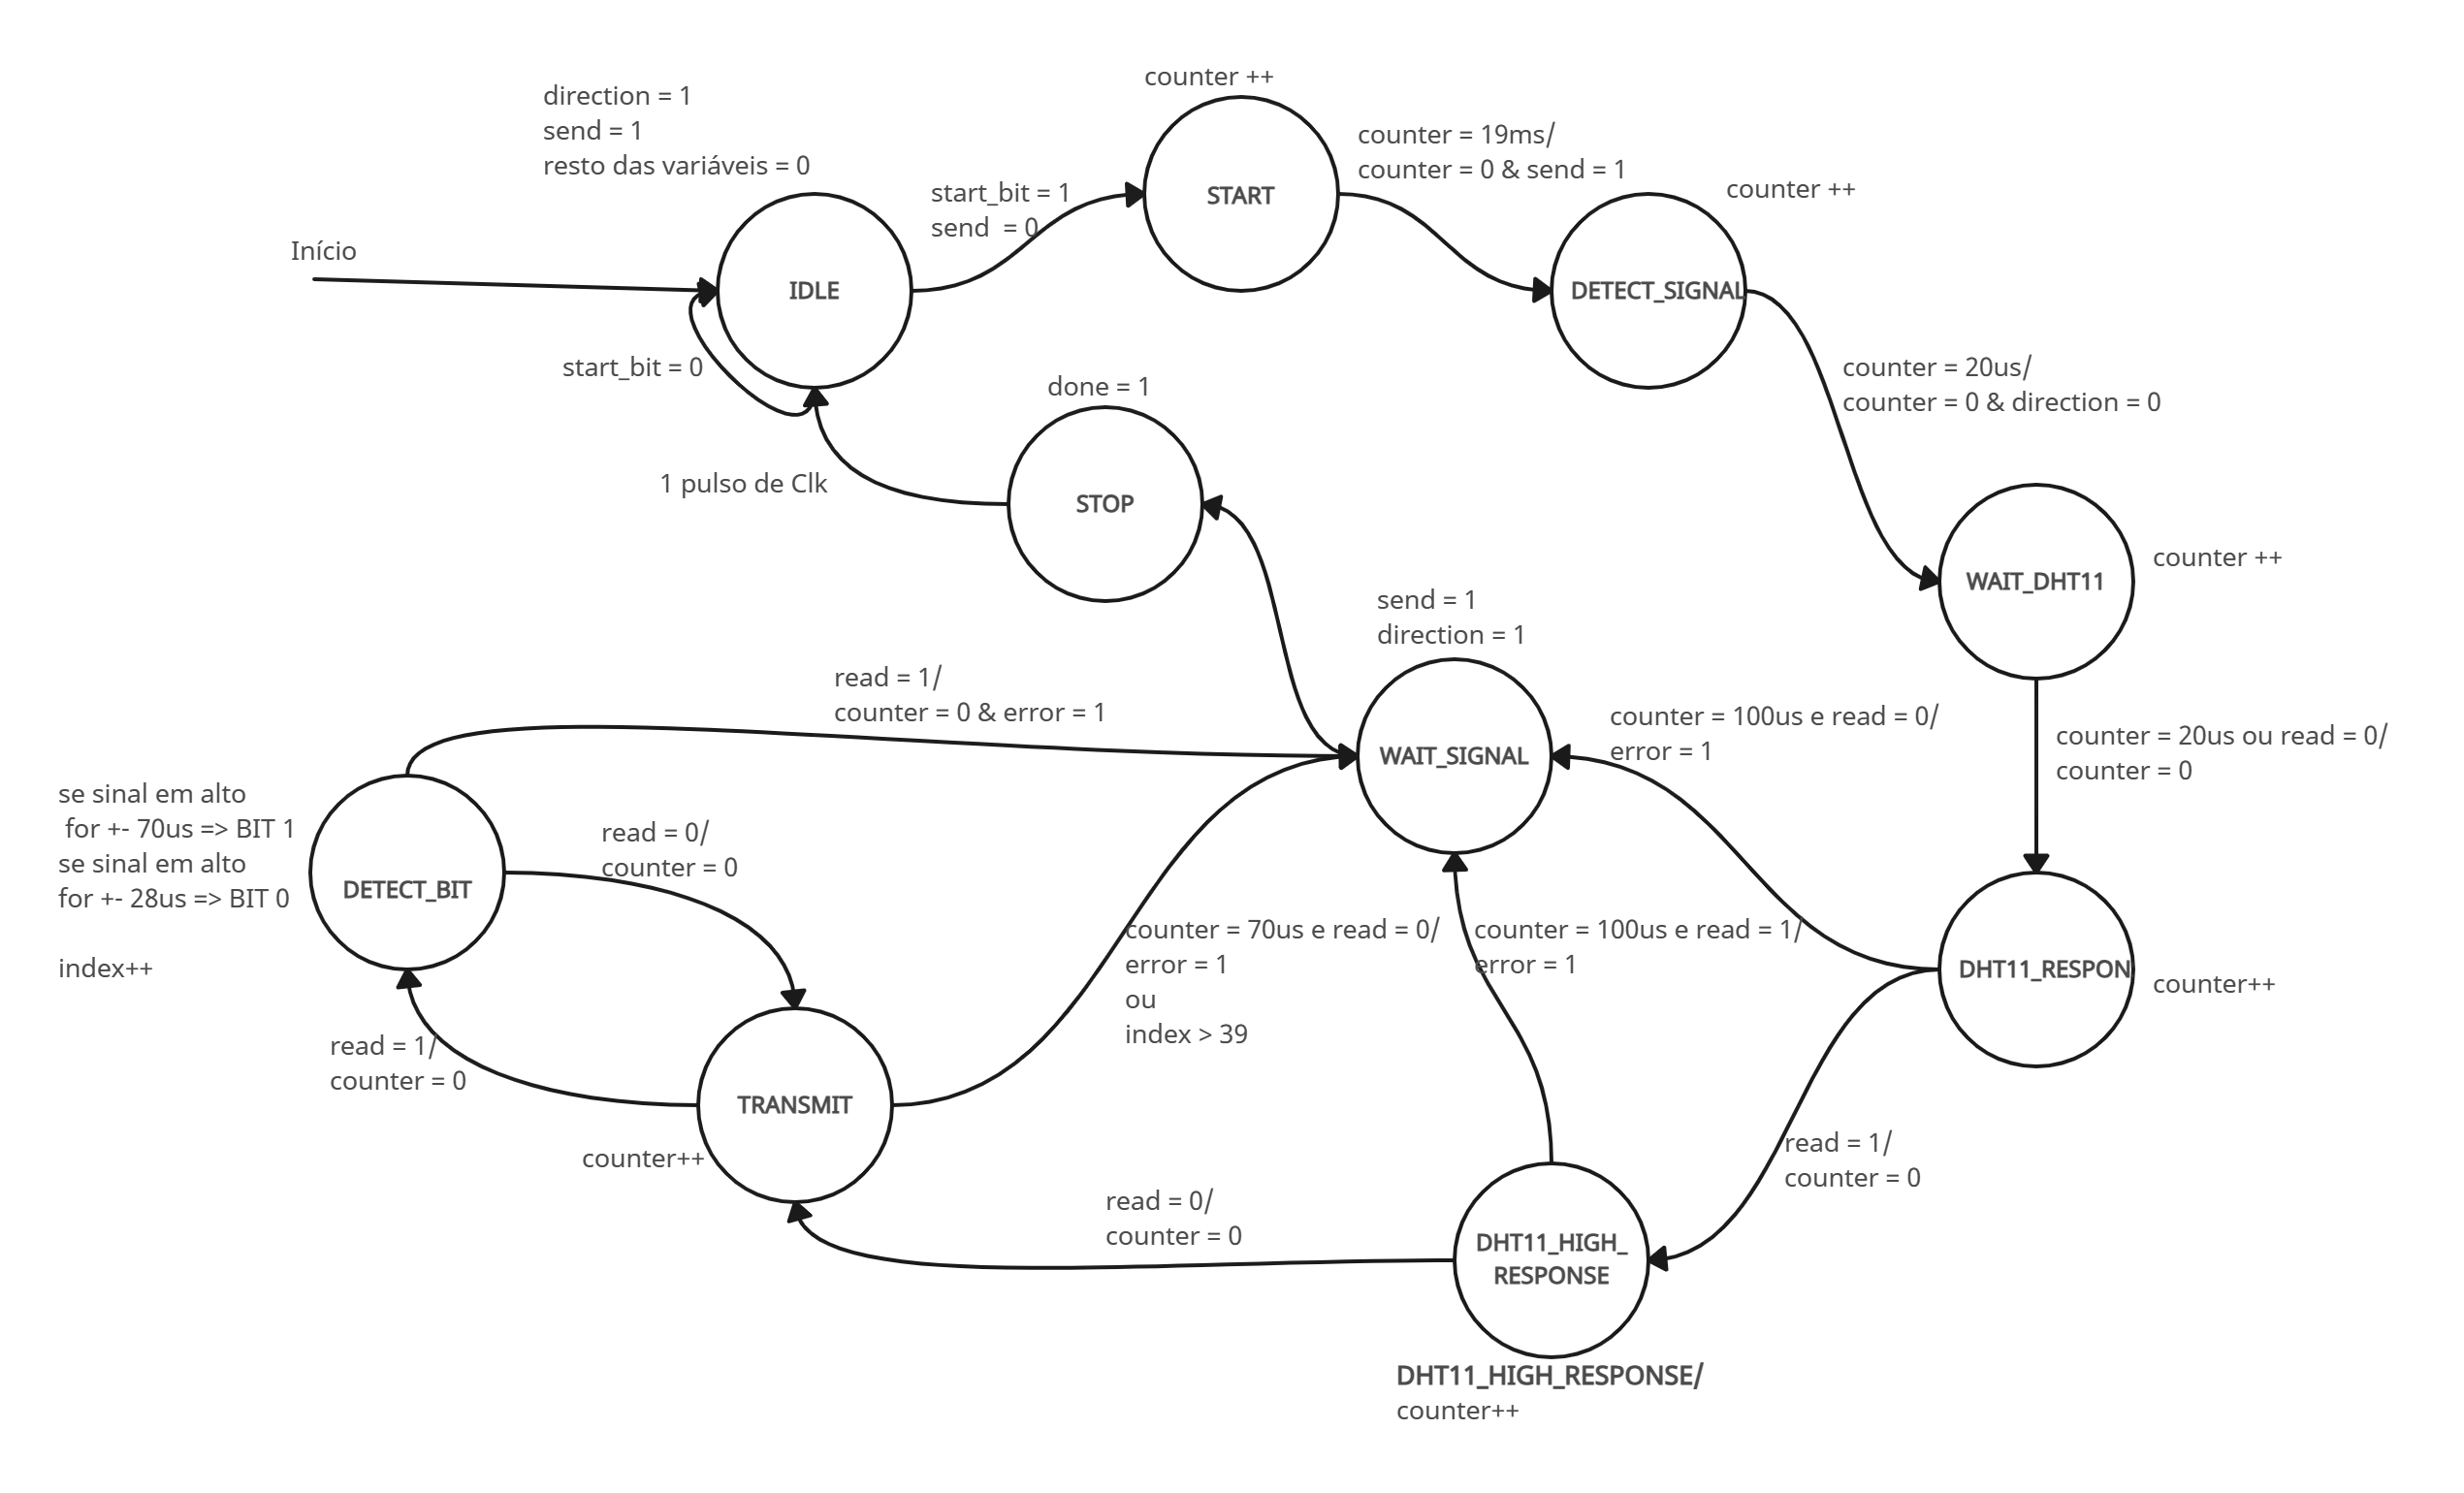 counter ++
direction = 1
send = 1
resto das variáveis = 0
counter = 19ms/
counter = 0 & send = 1
START
start_bit = 1
send  = 0
counter ++
Início
IDLE
DETECT_SIGNAL
start_bit = 0
done = 1
counter = 20us/
counter = 0 & direction = 0
1 pulso de Clk
STOP
WAIT_DHT11
counter ++
send = 1
direction = 1
read = 1/
counter = 0 & error = 1
WAIT_SIGNAL
counter = 100us e read = 0/
error = 1
counter = 20us ou read = 0/
counter = 0
se sinal em alto
for +- 70us => BIT 1
se sinal em alto
for +- 28us => BIT 0
index++
DETECT_BIT
read = 0/
counter = 0
counter = 70us e read = 0/
error = 1
ou
index > 39
counter = 100us e read = 1/
error = 1
DHT11_RESPON
counter++
read = 1/
counter = 0
TRANSMIT
counter++
read = 1/
counter = 0
read = 0/
counter = 0
DHT11_HIGH_
RESPONSE
DHT11_HIGH_RESPONSE/
counter++